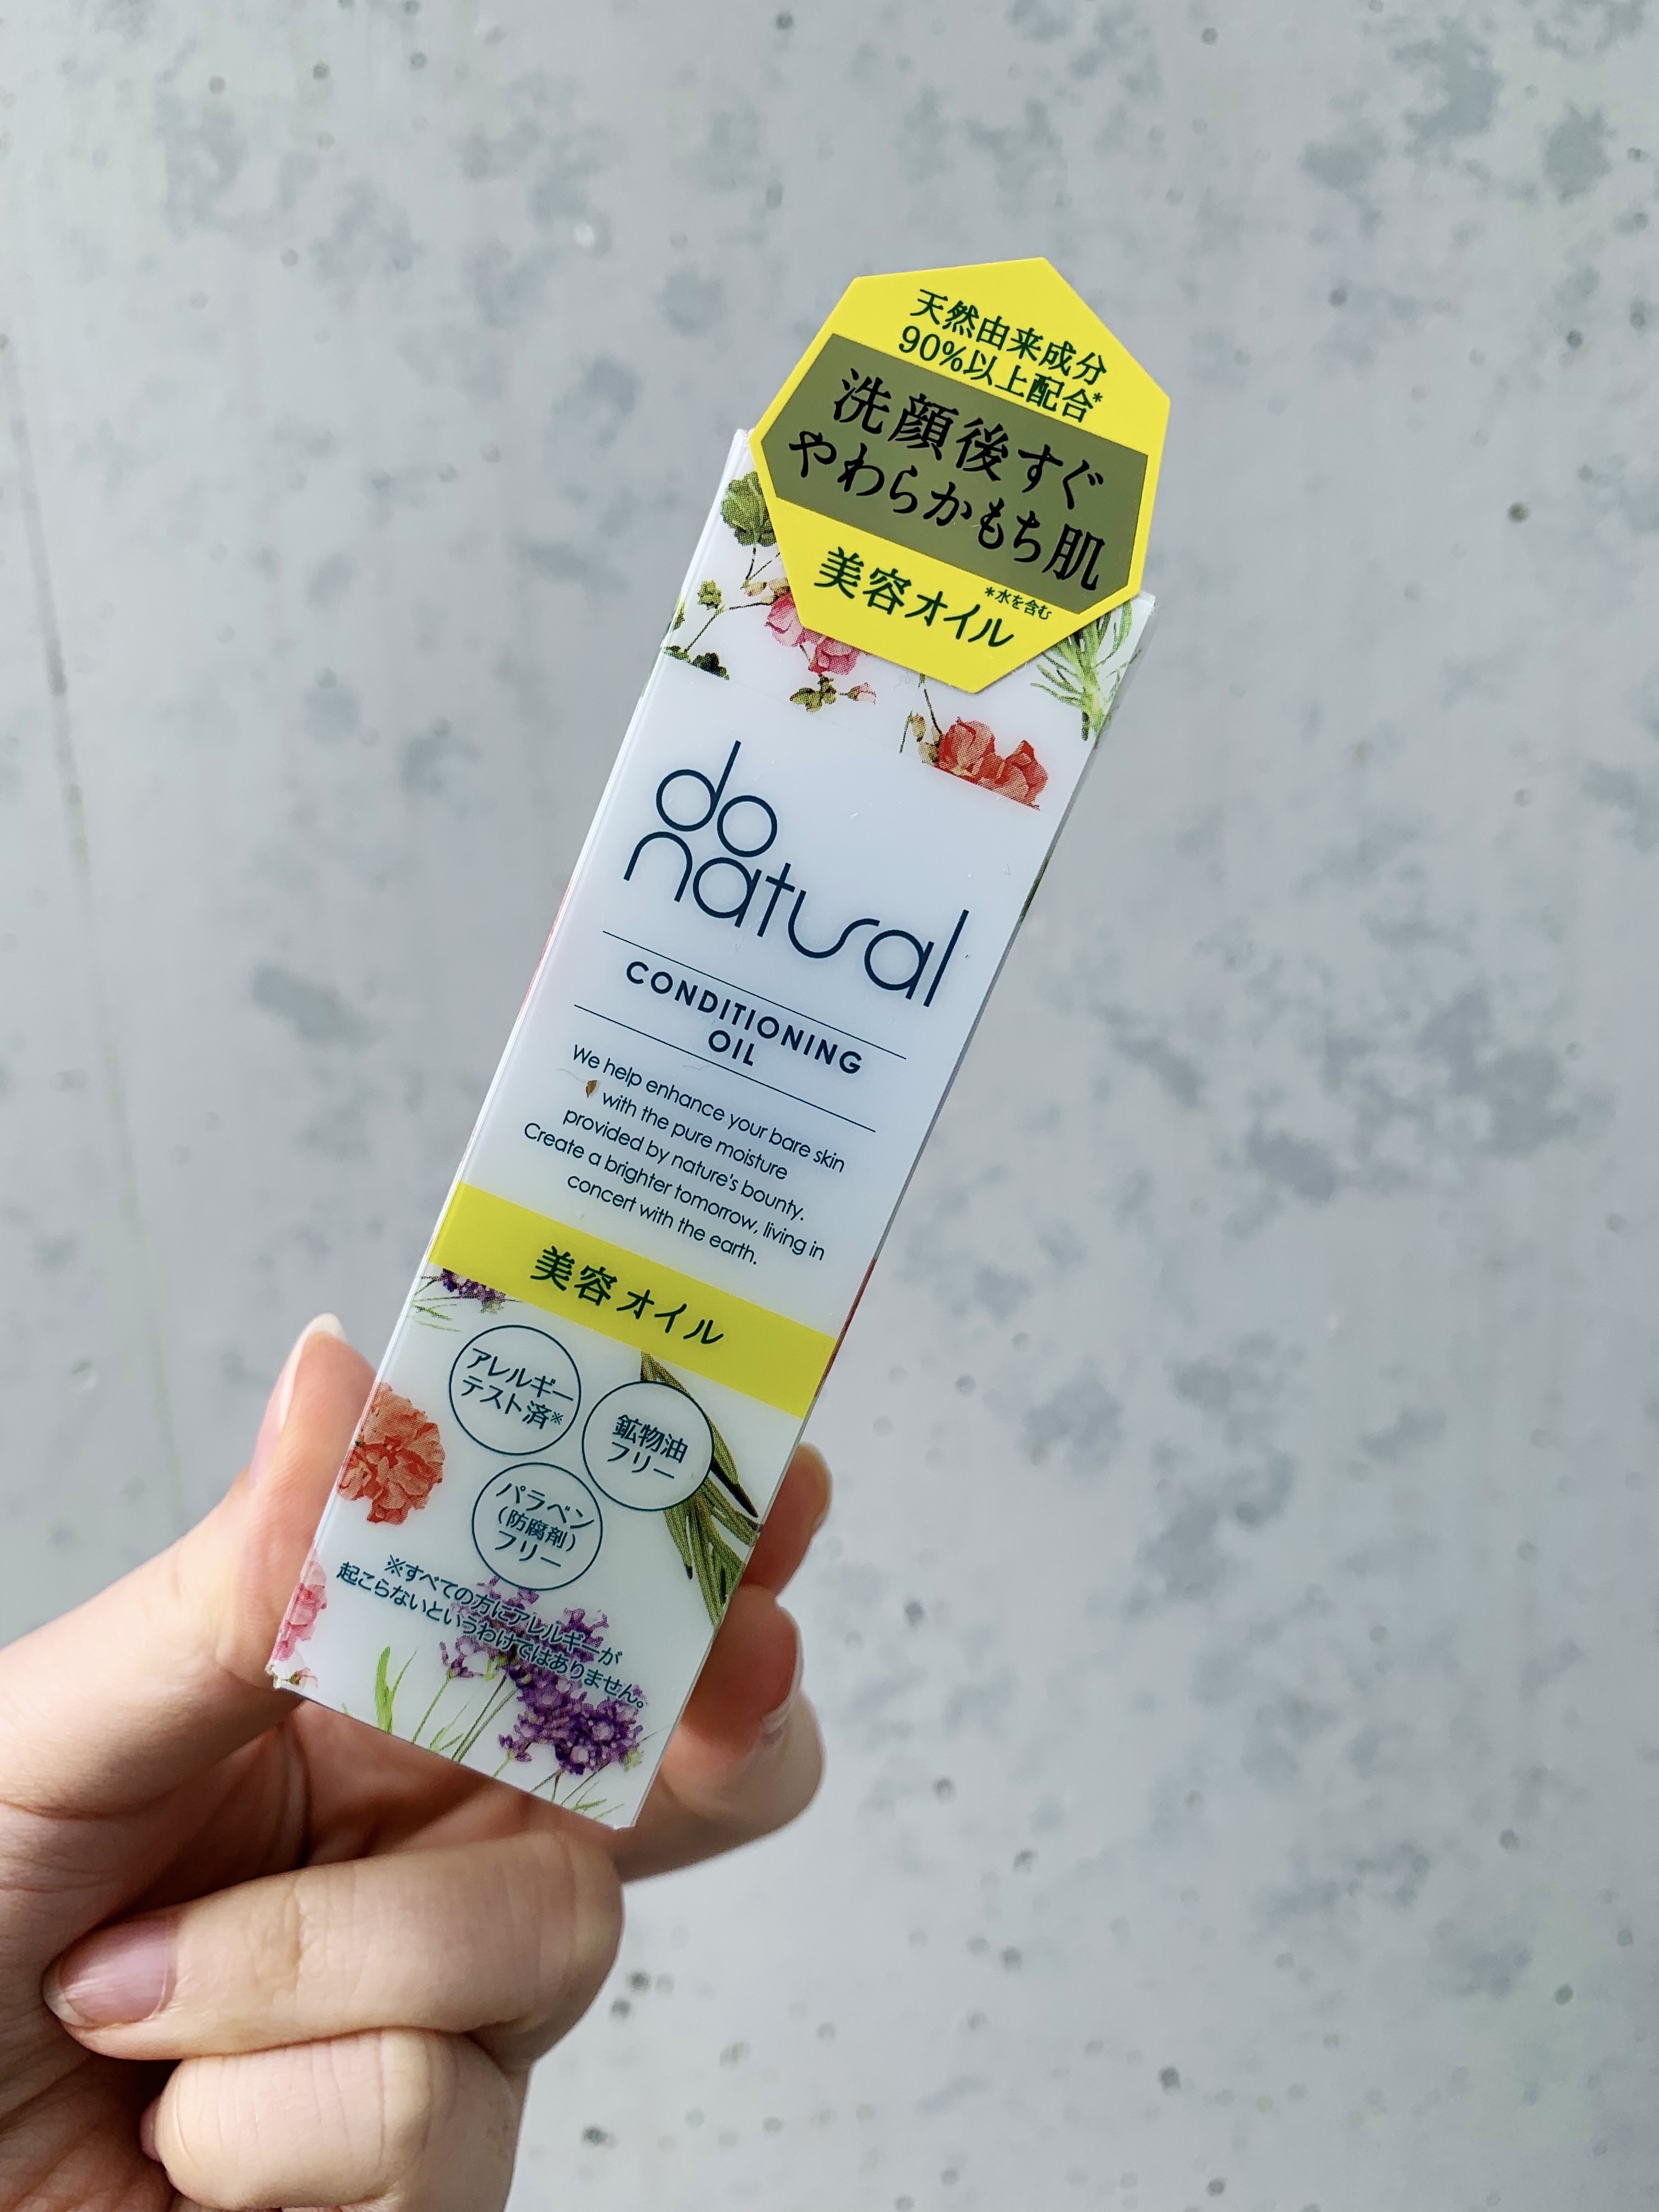 天然由来成分
90%以上配合*
洗顔後すぐ
やわらかもち肌
美容オイル
*水を含む
do
natural
CONDITIONING
OIL
We help enhance your bare skin
with the pure moisture
provided by nature's bounty.
Create a brighter tomorrow, living in
concert with the earth.
美容オイル
アレルギー
テスト済※
鉱物油
フリー
パラベン
(防腐剤)
フリー
※すべての方にアレルギーが
起こらないというわけではありません。